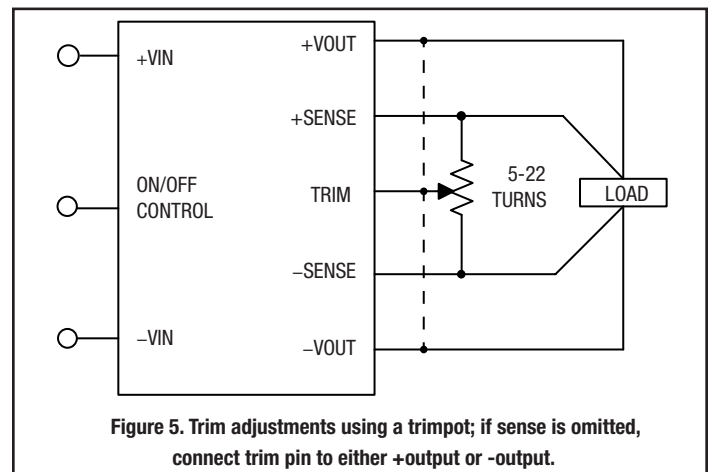 +VIN
ON/OFF
CONTROL
−VIN
+VOUT
+SENSE
TRIM
−SENSE
−VOUT
5-22
TURNS
LOAD
Figure 5. Trim adjustments using a trimpot; if sense is omitted,
connect trim pin to either +output or -output.